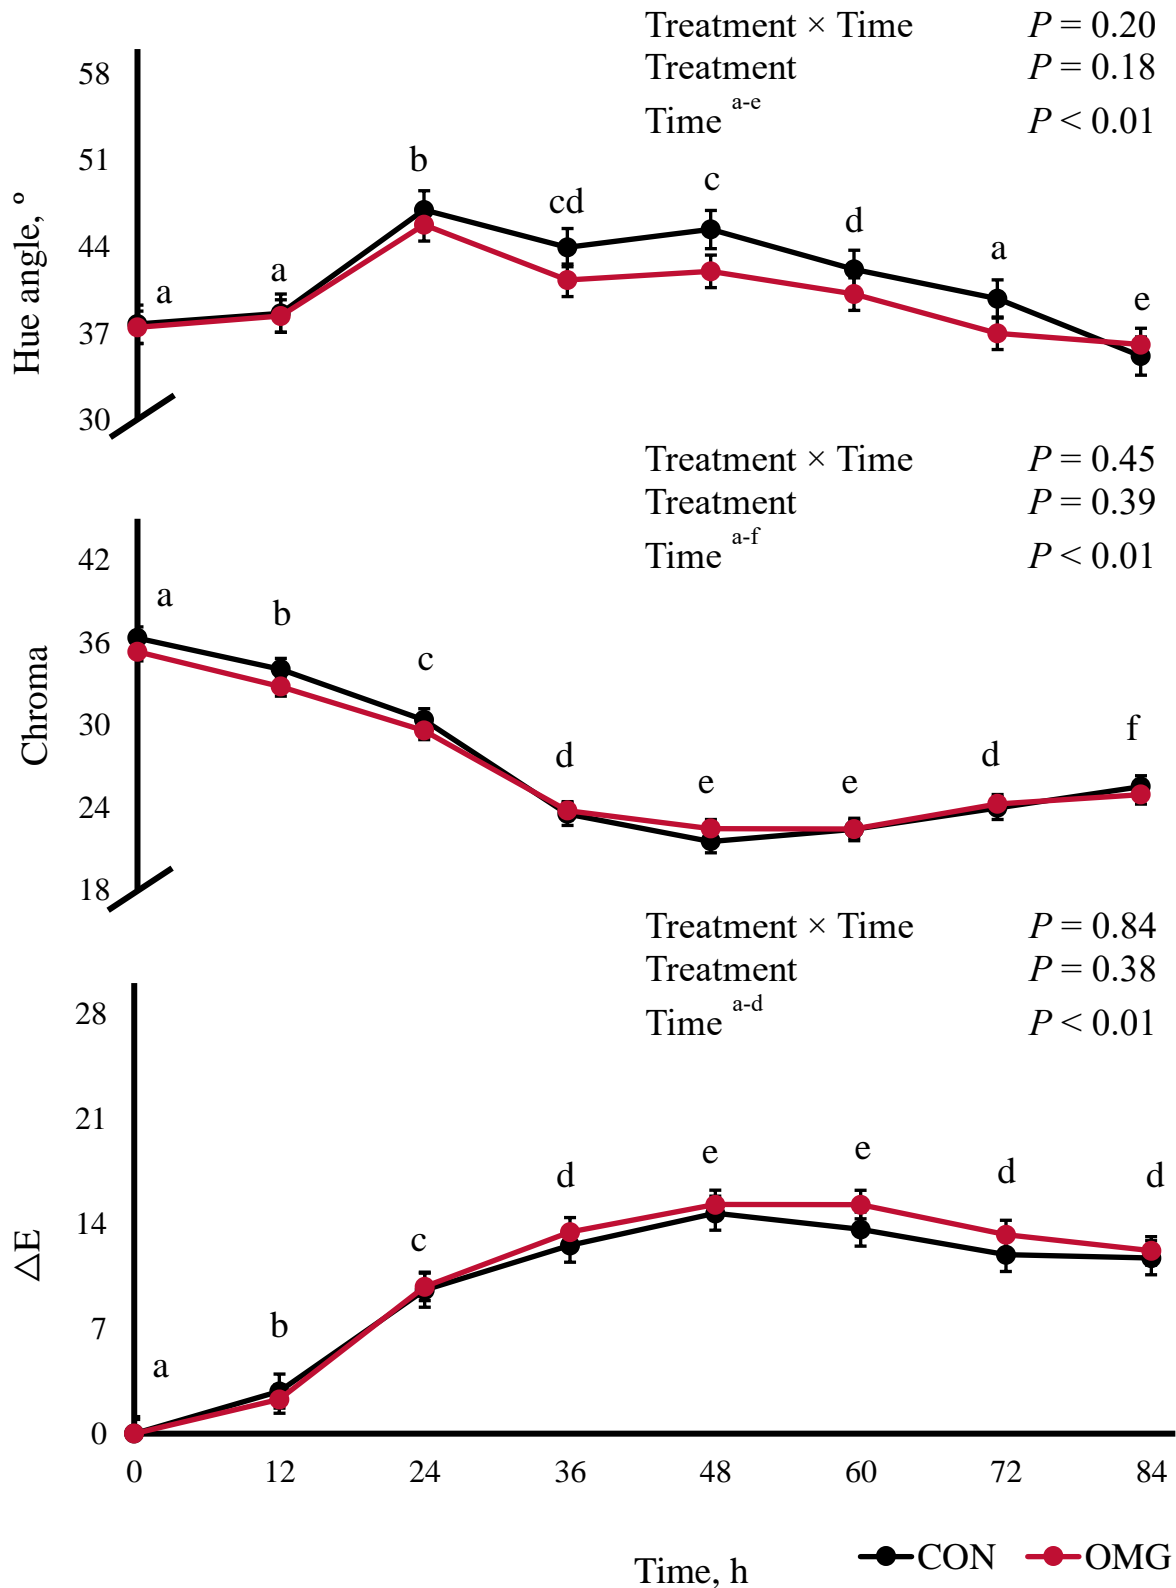 Treatment × Time P = 0.20
Treatment P = 0.18
Time a-e P < 0.01
58
51
44
37
30
Hue angle, º
a
a
b
cd
c
d
a
e
Treatment × Time P = 0.45
Treatment P = 0.39
Time a-f P < 0.01
42
36
30
24
18
Chroma
a
b
c
d
e
e
d
f
Treatment × Time P = 0.84
Treatment P = 0.38
Time a-d P < 0.01
28
21
14
7
0
△E
a
b
c
d
e
e
d
d
0 12 24 36 48 60 72 84
Time, h
CON OMG